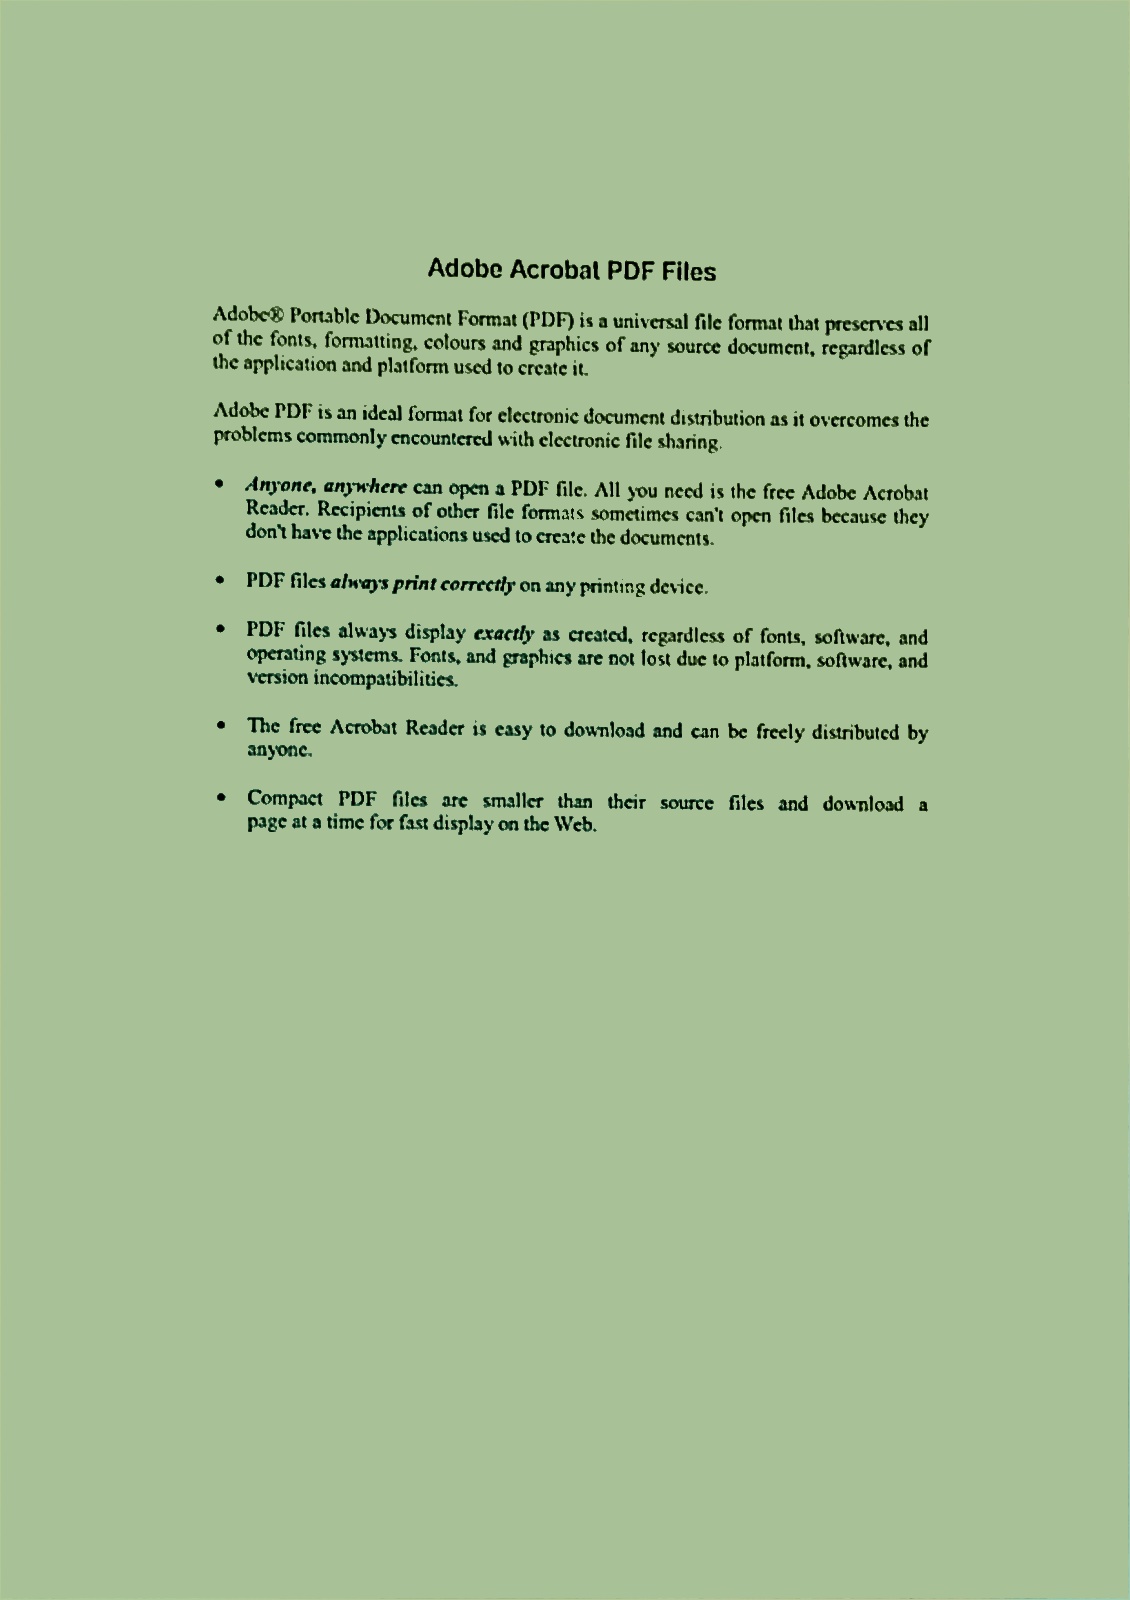 Adobe Acrobat PDF Files
Adobe® Portable Document Format (PDF) is a universal file format that preserves all
of the fonts, formatting, colours and graphics of any source document, regardless of
the application and platform used to create it.
Adobe PDF is an ideal format for electronic document distribution as it overcomes the
problems commonly encountered with electronic file sharing.
• Anyone, anywhere can open a PDF file. All you need is the free Adobe Acrobat
Reader. Recipients of other file formats sometimes can't open files because they
don't have the applications used to create the documents.
• PDF files always print correctly on any printing device.
• PDF files always display exactly as created, regardless of fonts, software, and
operating systems. Fonts, and graphics are not lost due to platform, software, and
version incompatibilities.
• The free Acrobat Reader is easy to download and can be freely distributed by
anyone.
• Compact PDF files are smaller than their source files and download a
page at a time for fast display on the Web.